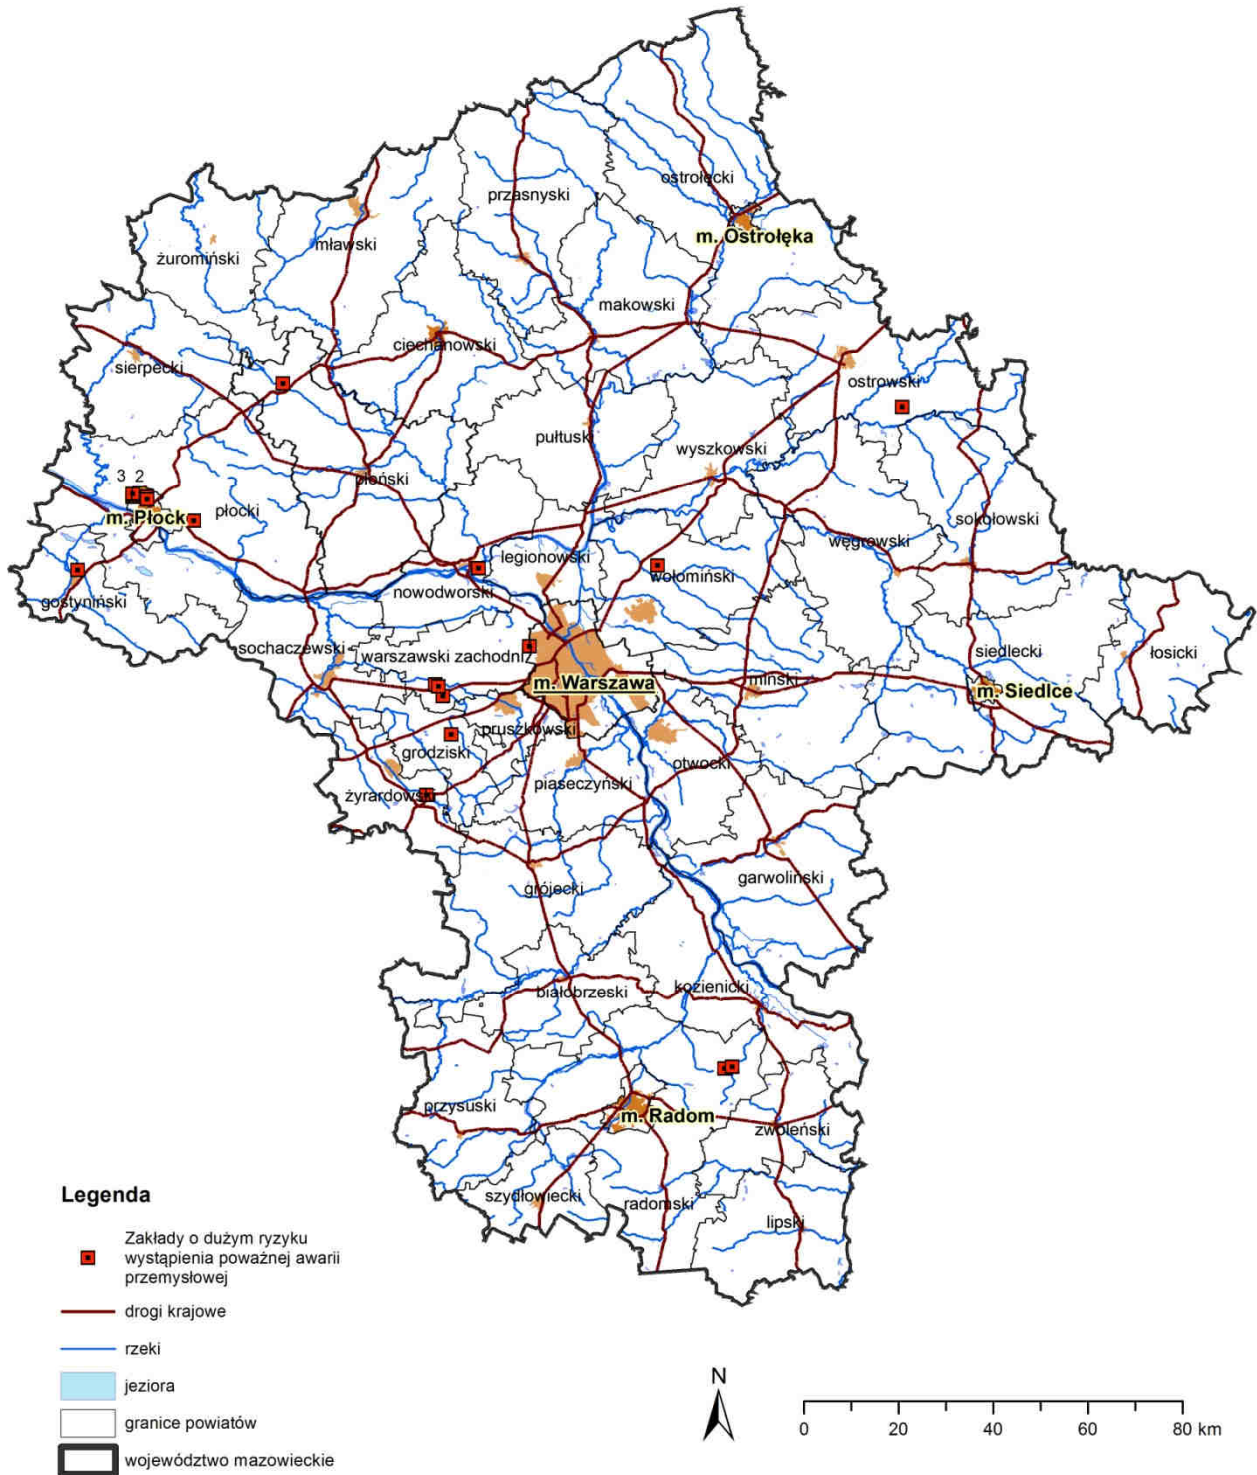 ostrołęcki
przasnyski
m. Ostrołęka
mławski
żuromiński
makowski
ciechanowski
sierpecki
ostrowski
pułtuski
wyszkowski
3 2
płoński
m. Płock
płocki
sokołowski
węgrowski
legionowski
wołomiński
nowodworski
gostyniński
sochaczewski
warszawski zachodni
siedlecki
łosicki
m. Warszawa
miński
m. Siedlce
pruszkowski
grodziski
otwocki
piaseczyński
żyrardowski
garwoliński
grójecki
białobrzeski
kozienicki
przysuski
m. Radom
zwoleński
szydłowiecki
radomski
lipski
Legenda
Zakłady o dużym ryzyku
wystąpienia poważnej awarii
przemysłowej
drogi krajowe
rzeki
jeziora
granice powiatów
województwo mazowieckie
N
0 20 40 60 80 km